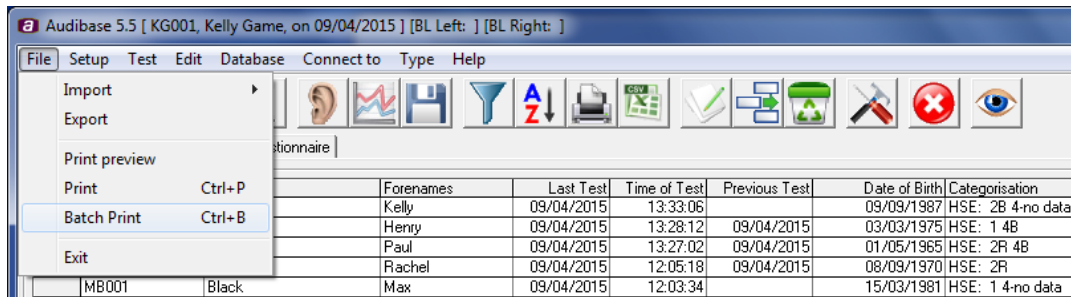 Audibase 5.5 [ KG001, Kelly Game, on 09/04/2015 ] [BL Left: ] [BL Right: ]
File Setup Test Edit Database Connect to Type Help
Import
Export
Print preview
Print Ctrl+P
Batch Print Ctrl+B
Exit
CSV
A
Z
Forenames Last Test Time of Test Previous Test Date of Birth Categorisation
Kelly 09/04/2015 13:33:06 09/09/1987 HSE: 2B 4-no data
Henry 09/04/2015 13:28:12 09/04/2015 03/03/1975 HSE: 1 4B
Paul 09/04/2015 13:27:02 09/04/2015 01/05/1965 HSE: 2R 4B
Rachel 09/04/2015 12:05:18 09/04/2015 08/09/1970 HSE: 2R
MB001 Black Max 09/04/2015 12:03:34 15/03/1981 HSE: 1 4-no data